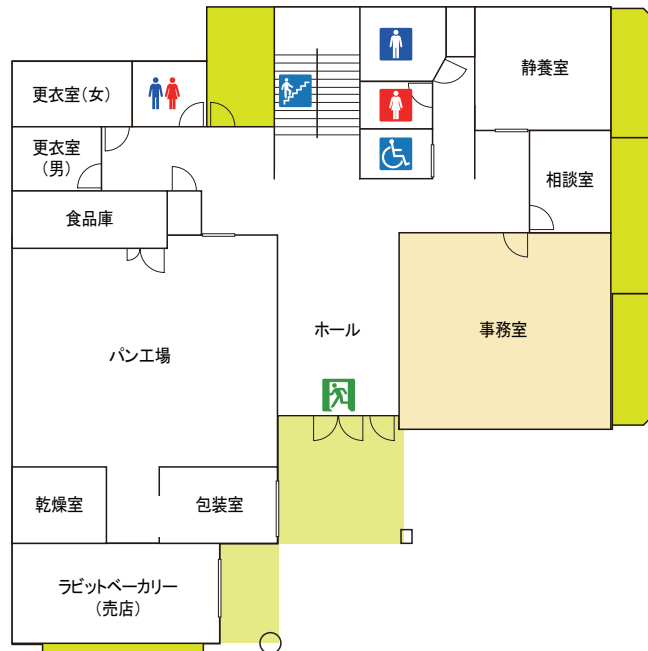 静養室
更衣室(女)
更衣室
(男)
相談室
食品庫
ホール
事務室
パン工場
乾燥室
包装室
ラビットベーカリー
(売店)